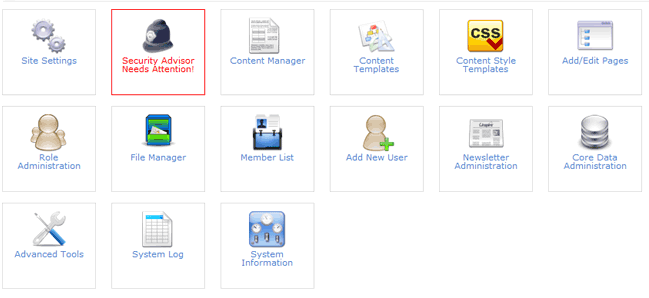 Site Settings
Security Advisor
Needs Attention!
Content Manager
Content
Templates
CSS
Content Style
Templates
Add/Edit Pages
Role
Administration
File Manager
Member List
Add New User
Newsletter
Administration
Core Data
Administration
Advanced Tools
System Log
System
Information